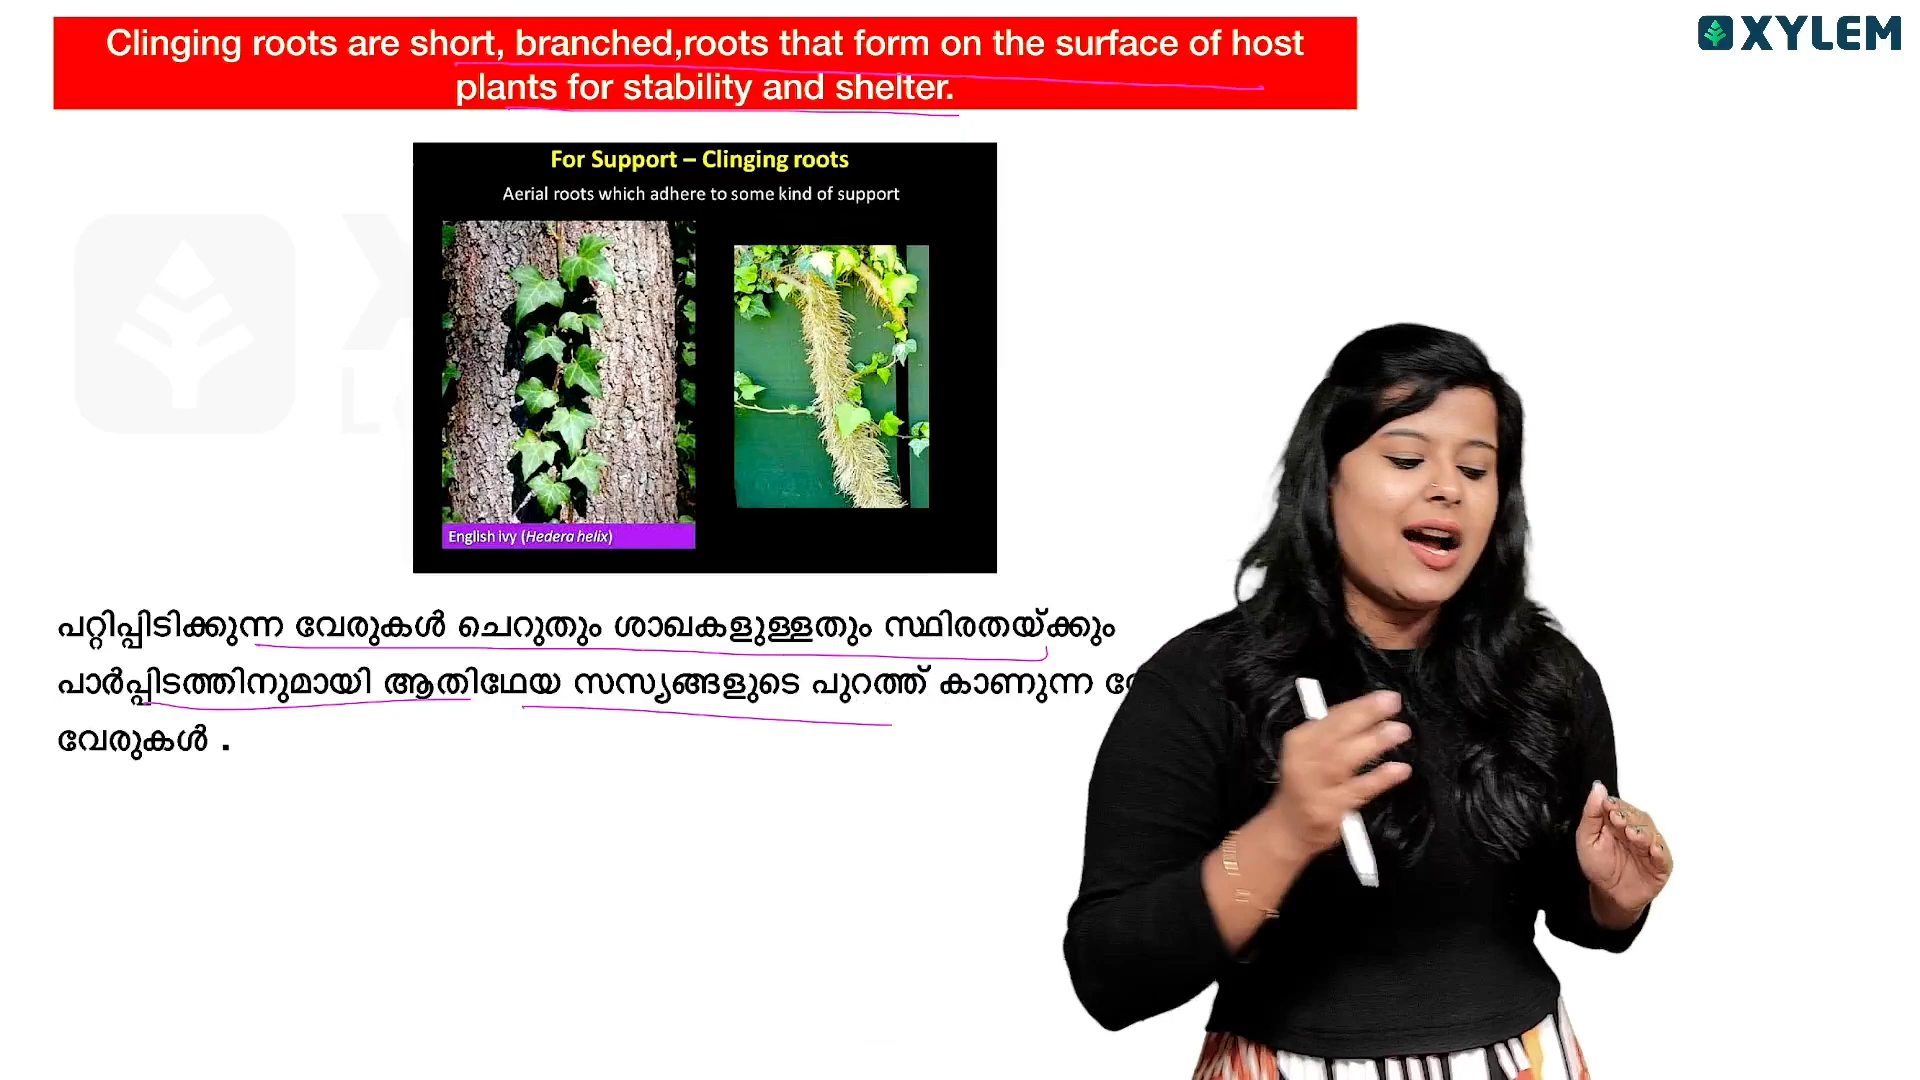 Clinging roots are short, branched,roots that form on the surface of host
plants for stability and shelter.
XYLEM
For Support – Clinging roots
Aerial roots which adhere to some kind of support
English ivy (Hedera helix)
പറ്റിപ്പിടിക്കുന്ന വേരുകൾ ചെറുതും ശാഖകളുള്ളതും സ്ഥിരതയ്ക്കും
പാർപ്പിടത്തിനുമായി ആതിഥേയ സസ്യങ്ങളുടെ പുറത്ത് കാണുന്ന
വേരുകൾ .